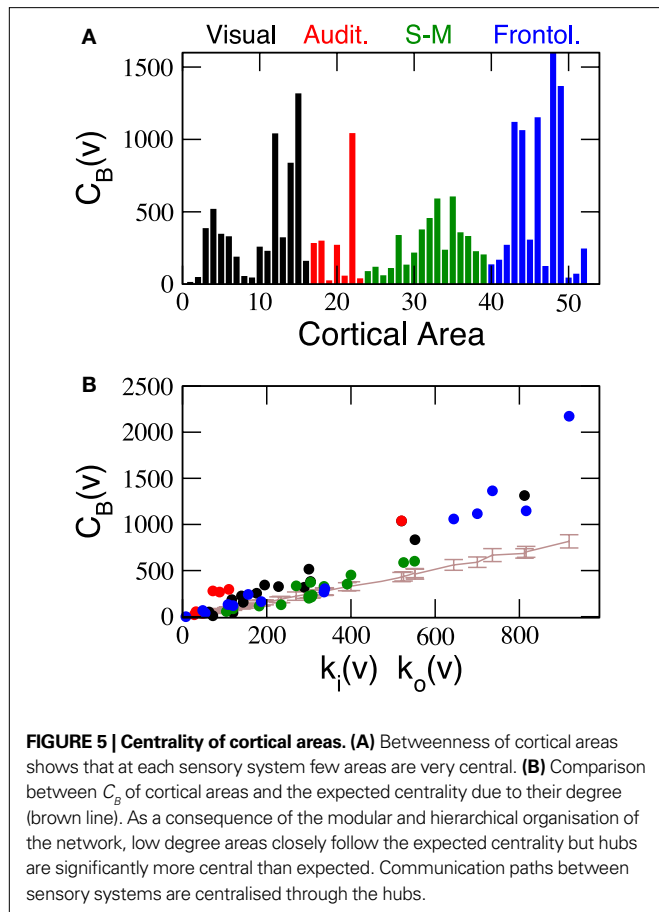 A Visual Audit. S-M Frontol.
1500
1000
500
0
C_B(v)
0 10 20 30 40 50
Cortical Area
B
2500
2000
1500
1000
500
0
C_B(v)
0 200 400 600 800
k_i(v) k_o(v)
FIGURE 5 | Centrality of cortical areas. (A) Betweenness of cortical areas
shows that at each sensory system few areas are very central. (B) Comparison
between C_B of cortical areas and the expected centrality due to their degree
(brown line). As a consequence of the modular and hierarchical organisation of
the network, low degree areas closely follow the expected centrality but hubs
are significantly more central than expected. Communication paths between
sensory systems are centralised through the hubs.